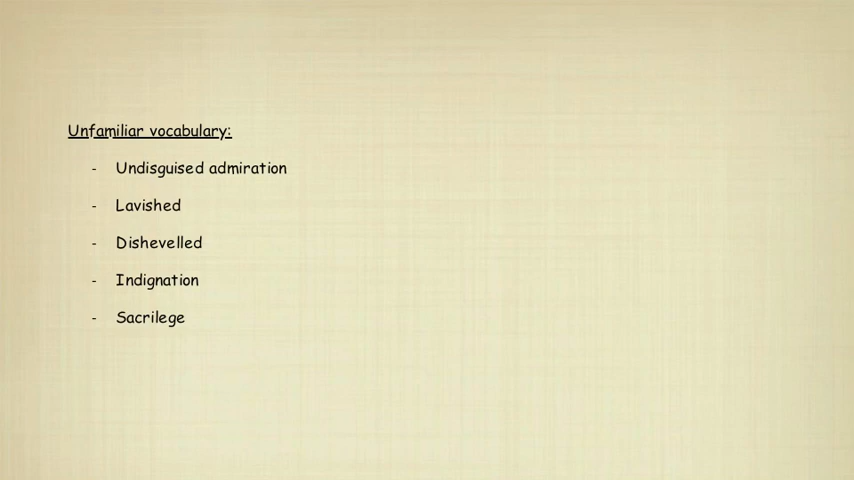 Unfamiliar vocabulary:
- Undisguised admiration
- Lavished
- Dishevelled
- Indignation
- Sacrilege